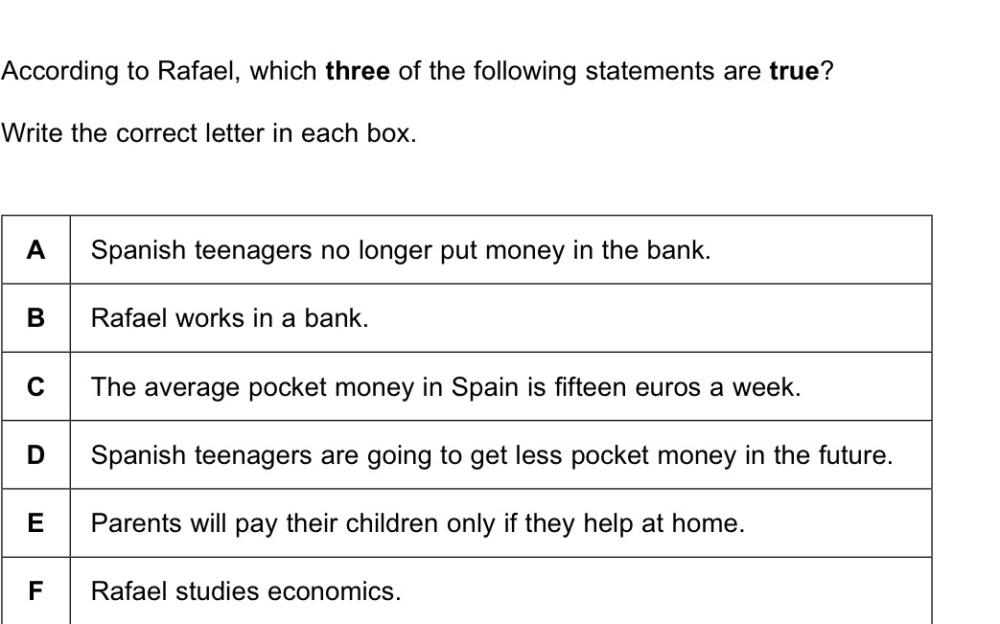 According to Rafael, which three of the following statements are true?
Write the correct letter in each box.
A Spanish teenagers no longer put money in the bank.
B Rafael works in a bank.
C The average pocket money in Spain is fifteen euros a week.
D Spanish teenagers are going to get less pocket money in the future.
E Parents will pay their children only if they help at home.
F Rafael studies economics.